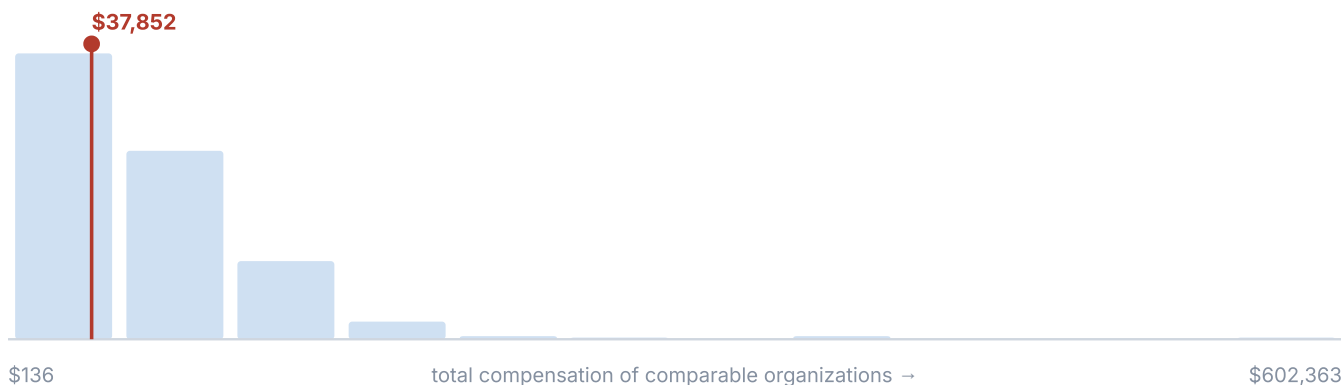 $37,852
$136
total compensation of comparable organizations →
$602,363